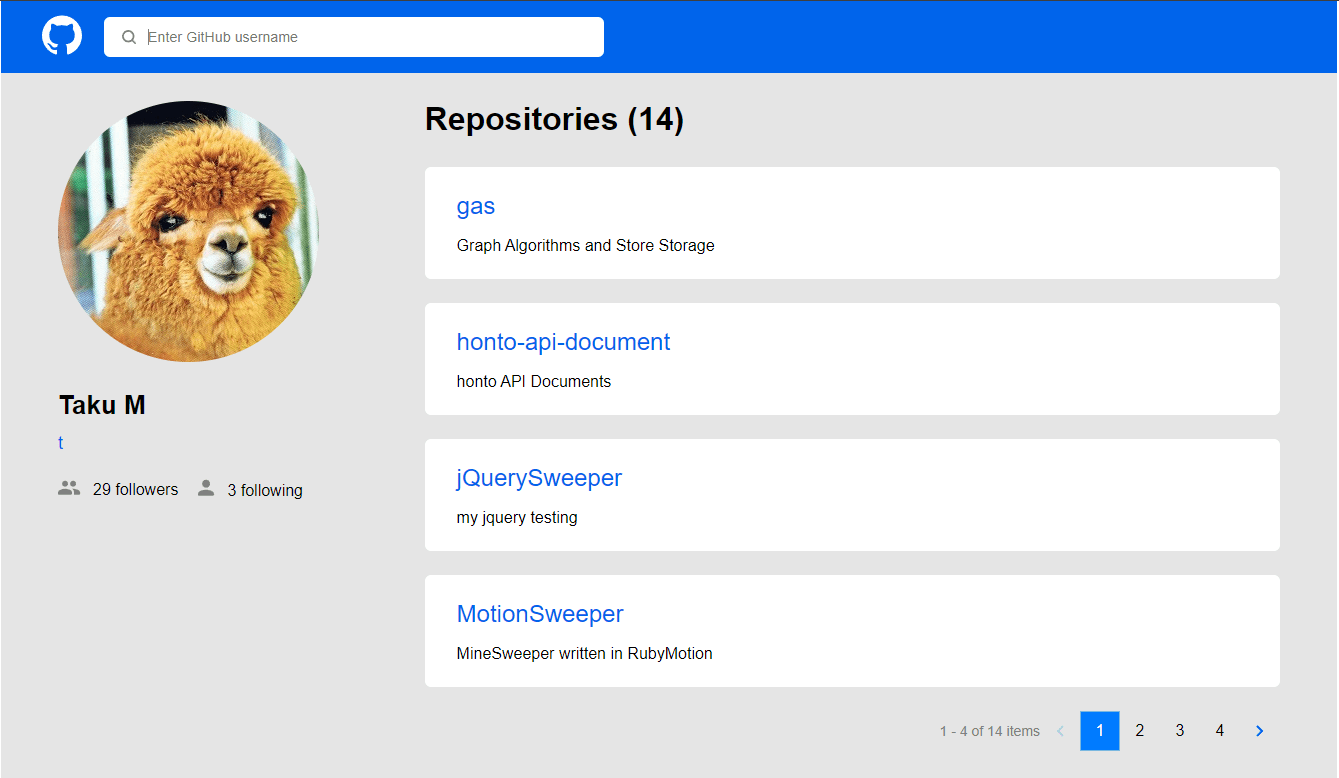 Enter GitHub username
Repositories (14)
gas
Graph Algorithms and Store Storage
honto-api-document
honto API Documents
Taku M
t
29 followers
3 following
jQuerySweeper
my jquery testing
MotionSweeper
MineSweeper written in RubyMotion
1 - 4 of 14 items
1 2 3 4